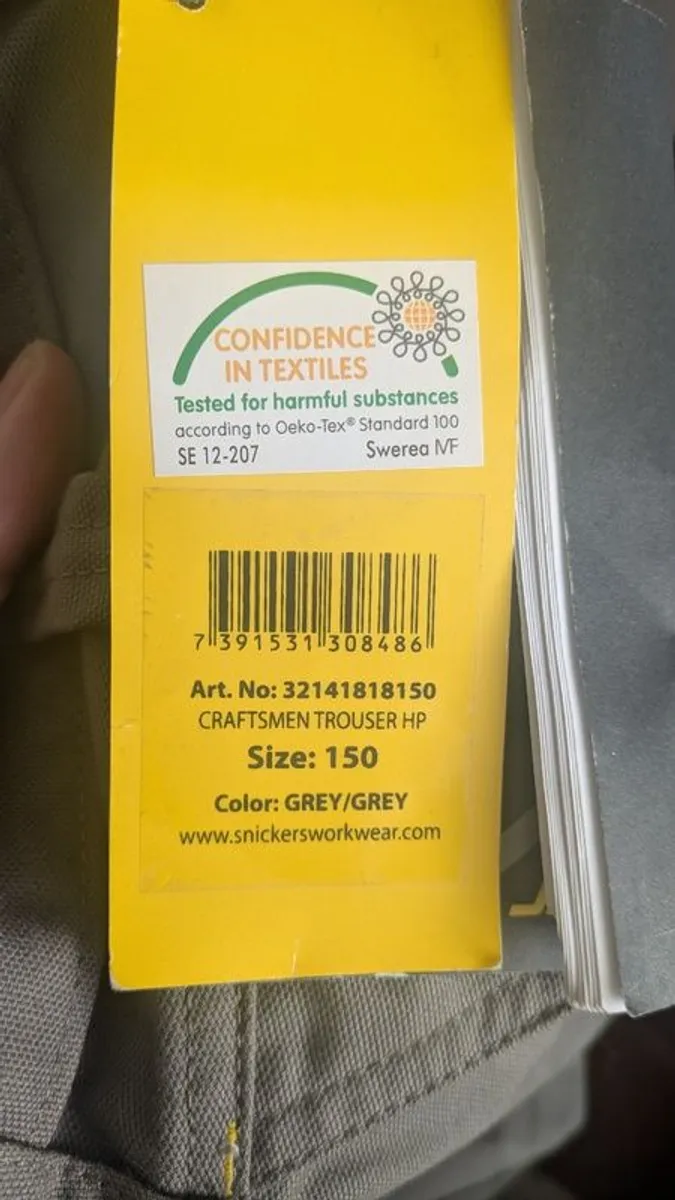 CONFIDENCE
IN TEXTILES
Tested for harmful substances
according to Oeko-Tex® Standard 100
SE 12-207 Swerea IVF
7 391531 308486
Art. No: 32141818150
CRAFTSMEN TROUSER HP
Size: 150
Color: GREY/GREY
www.snickersworkwear.com